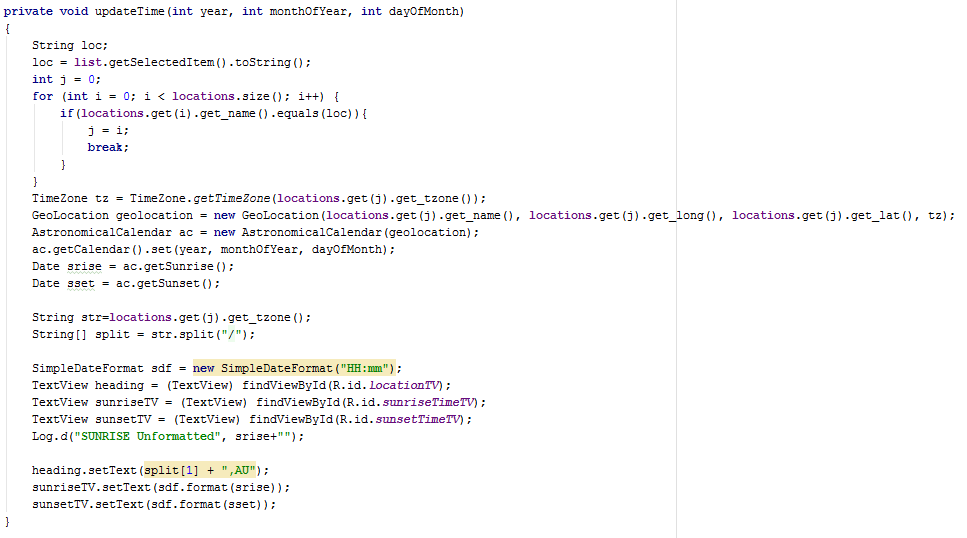 private void updateTime(int year, int monthOfYear, int dayOfMonth)
{
    String loc;
    loc = list.getSelectedItem().toString();
    int j = 0;
    for (int i = 0; i < locations.size(); i++) {
        if(locations.get(i).get_name().equals(loc)){
            j = i;
            break;
        }
    }
    TimeZone tz = TimeZone.getTimeZone(locations.get(j).get_tzone());
    GeoLocation geolocation = new GeoLocation(locations.get(j).get_name(), locations.get(j).get_long(), locations.get(j).get_lat(), tz);
    AstronomicalCalendar ac = new AstronomicalCalendar(geolocation);
    ac.getCalendar().set(year, monthOfYear, dayOfMonth);
    Date srise = ac.getSunrise();
    Date sset = ac.getSunset();

    String str=locations.get(j).get_tzone();
    String[] split = str.split("/");

    SimpleDateFormat sdf = new SimpleDateFormat("HH:mm");
    TextView heading = (TextView) findViewById(R.id.LocationTV);
    TextView sunriseTV = (TextView) findViewById(R.id.sunriseTimeTV);
    TextView sunsetTV = (TextView) findViewById(R.id.sunsetTimeTV);
    Log.d("SUNRISE Unformatted", srise+"");

    heading.setText(split[1] + ",AU");
    sunriseTV.setText(sdf.format(srise));
    sunsetTV.setText(sdf.format(sset));
}